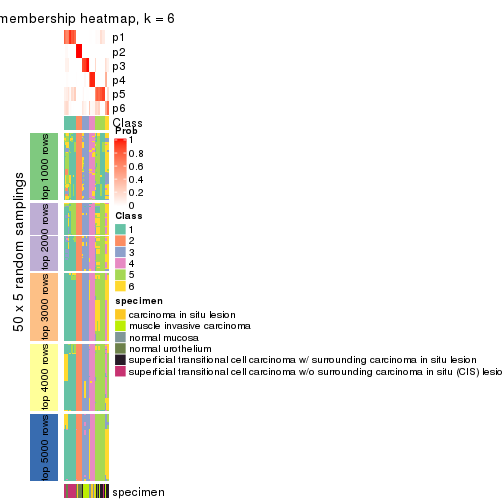 membership heatmap, k = 6
p1
p2
p3
p4
p5
p6
Class
Prob
1
0.8
0.6
0.4
0.2
0
Class
1
2
3
4
5
6
specimen
carcinoma in situ lesion
muscle invasive carcinoma
normal mucosa
normal urothelium
superficial transitional cell carcinoma w/ surrounding carcinoma in situ lesion
superficial transitional cell carcinoma w/o surrounding carcinoma in situ (CIS) lesio
50 x 5 random samplings
top 1000 rows
top 2000 rows
top 3000 rows
top 4000 rows
top 5000 rows
specimen